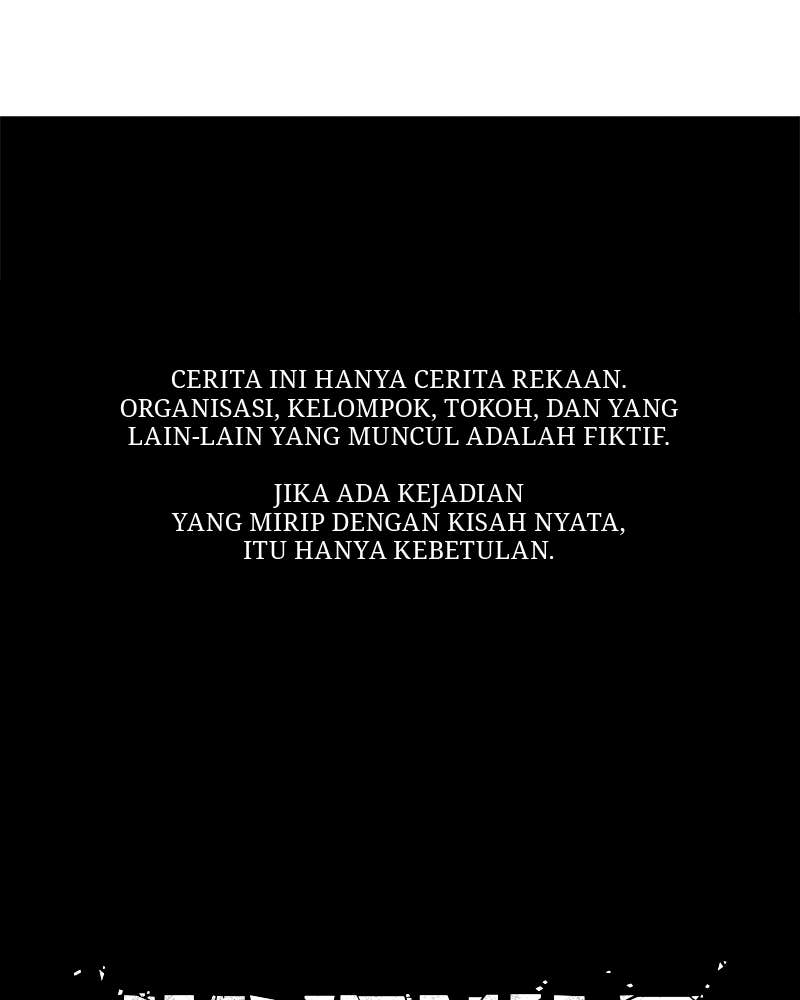 CERITA INI HANYA CERITA REKAAN.
ORGANISASI, KELOMPOK, TOKOH, DAN YANG
LAIN-LAIN YANG MUNCUL ADALAH FIKTIF.
JIKA ADA KEJADIAN
YANG MIRIP DENGAN KISAH NYATA,
ITU HANYA KEBETULAN.